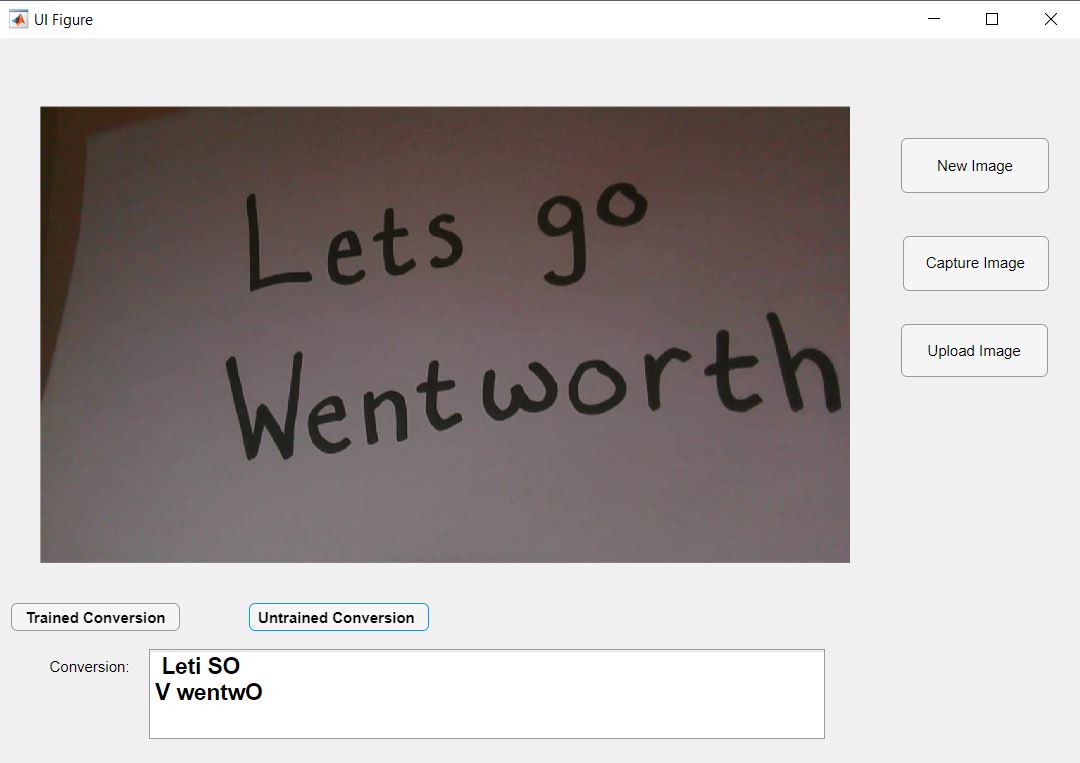 UI Figure
Lets go
Wentworth
New Image
Capture Image
Upload Image
Trained Conversion
Untrained Conversion
Conversion:
Leti SO
V wentwO